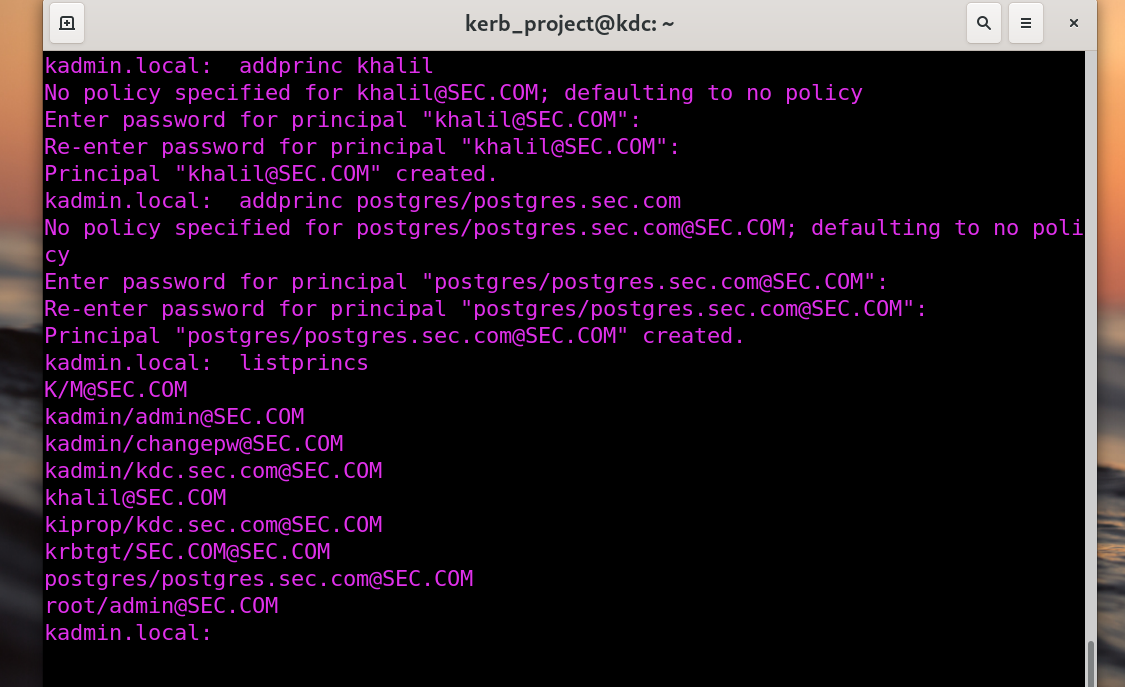 kerb_project@kdc: ~
kadmin.local:  addprinc khalil
No policy specified for khalil@SEC.COM; defaulting to no policy
Enter password for principal "khalil@SEC.COM":
Re-enter password for principal "khalil@SEC.COM":
Principal "khalil@SEC.COM" created.
kadmin.local:  addprinc postgres/postgres.sec.com
No policy specified for postgres/postgres.sec.com@SEC.COM; defaulting to no poli
cy
Enter password for principal "postgres/postgres.sec.com@SEC.COM":
Re-enter password for principal "postgres/postgres.sec.com@SEC.COM":
Principal "postgres/postgres.sec.com@SEC.COM" created.
kadmin.local:  listprincs
K/M@SEC.COM
kadmin/admin@SEC.COM
kadmin/changepw@SEC.COM
kadmin/kdc.sec.com@SEC.COM
khalil@SEC.COM
kiprop/kdc.sec.com@SEC.COM
krbtgt/SEC.COM@SEC.COM
postgres/postgres.sec.com@SEC.COM
root/admin@SEC.COM
kadmin.local: